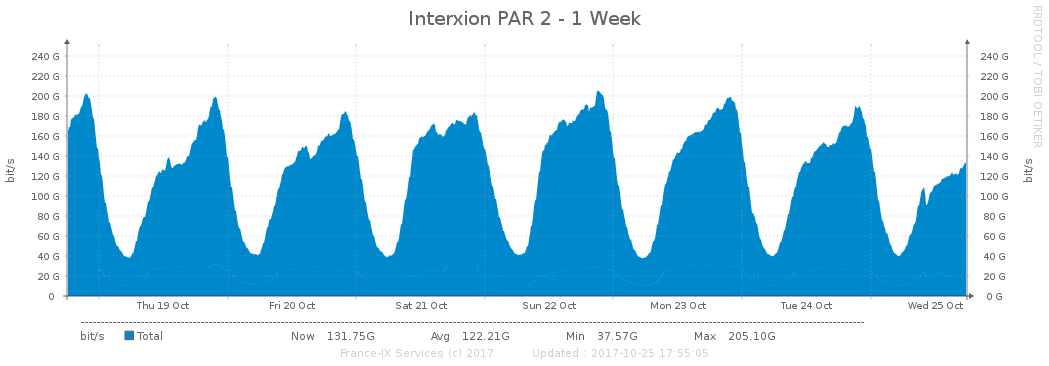 Interxion PAR 2 - 1 Week
RRDTOOL / TOBI OETIKER
240 G 240 G
220 G 220 G
200 G 200 G
180 G 180 G
160 G 160 G
140 G 140 G
120 G 120 G
100 G 100 G
80 G 80 G
60 G 60 G
40 G 40 G
20 G 20 G
0 0 G
bit/s
bit/s
Thu 19 Oct Fri 20 Oct Sat 21 Oct Sun 22 Oct Mon 23 Oct Tue 24 Oct Wed 25 Oct
bit/s Total Now 131.75G Avg 122.21G Min 37.57G Max 205.10G
France-IX Services (c) 2017 Updated : 2017-10-25 17:55:05